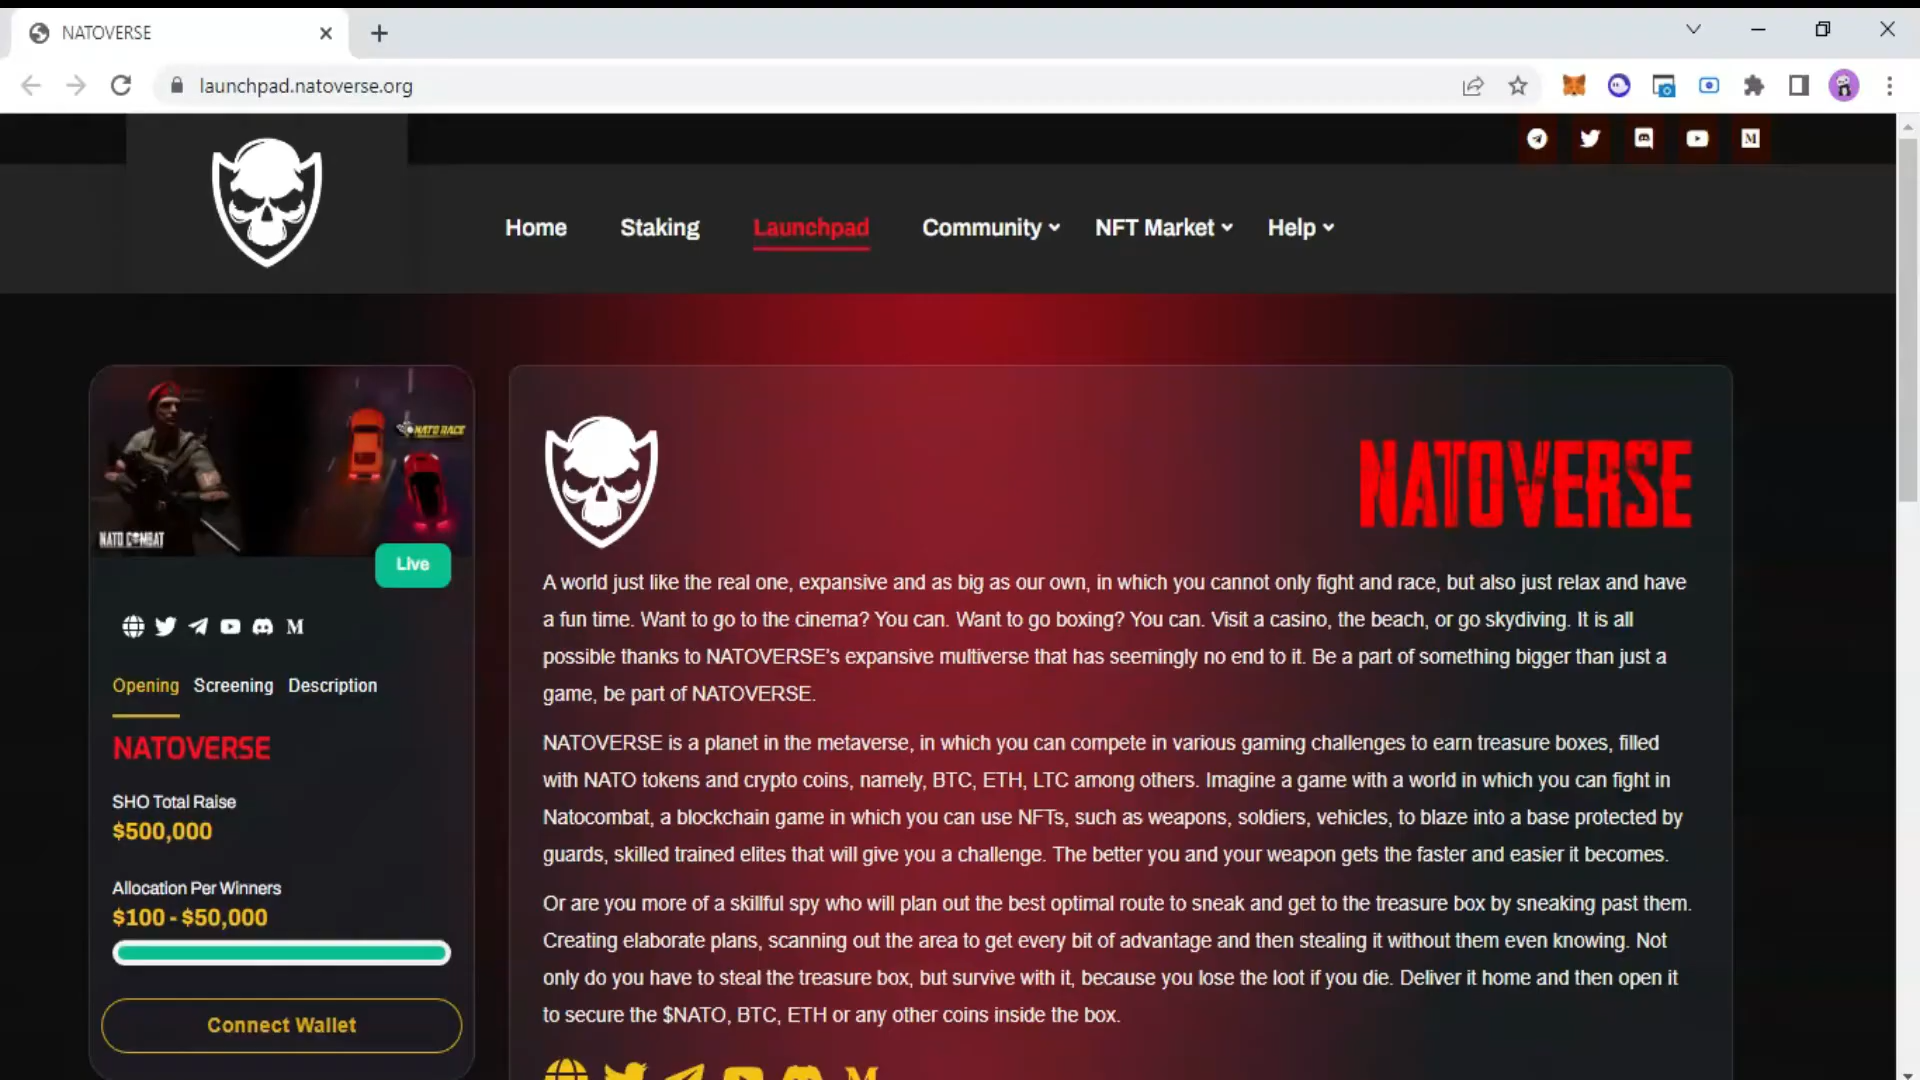 NATOVERSE
launchpad.natoverse.org
Home Staking Launchpad Community NFT Market Help
NATO RACE
NATO COMBAT
Live
Opening Screening Description
NATOVERSE
SHO Total Raise
$500,000
Allocation Per Winners
$100 - $50,000
Connect Wallet
NATOVERSE
A world just like the real one, expansive and as big as our own, in which you cannot only fight and race, but also just relax and have
a fun time. Want to go to the cinema? You can. Want to go boxing? You can. Visit a casino, the beach, or go skydiving. It is all
possible thanks to NATOVERSE's expansive multiverse that has seemingly no end to it. Be a part of something bigger than just a
game, be part of NATOVERSE.
NATOVERSE is a planet in the metaverse, in which you can compete in various gaming challenges to earn treasure boxes, filled
with NATO tokens and crypto coins, namely, BTC, ETH, LTC among others. Imagine a game with a world in which you can fight in
Natocombat, a blockchain game in which you can use NFTs, such as weapons, soldiers, vehicles, to blaze into a base protected by
guards, skilled trained elites that will give you a challenge. The better you and your weapon gets the faster and easier it becomes.
Or are you more of a skillful spy who will plan out the best optimal route to sneak and get to the treasure box by sneaking past them.
Creating elaborate plans, scanning out the area to get every bit of advantage and then stealing it without them even knowing. Not
only do you have to steal the treasure box, but survive with it, because you lose the loot if you die. Deliver it home and then open it
to secure the $NATO, BTC, ETH or any other coins inside the box.